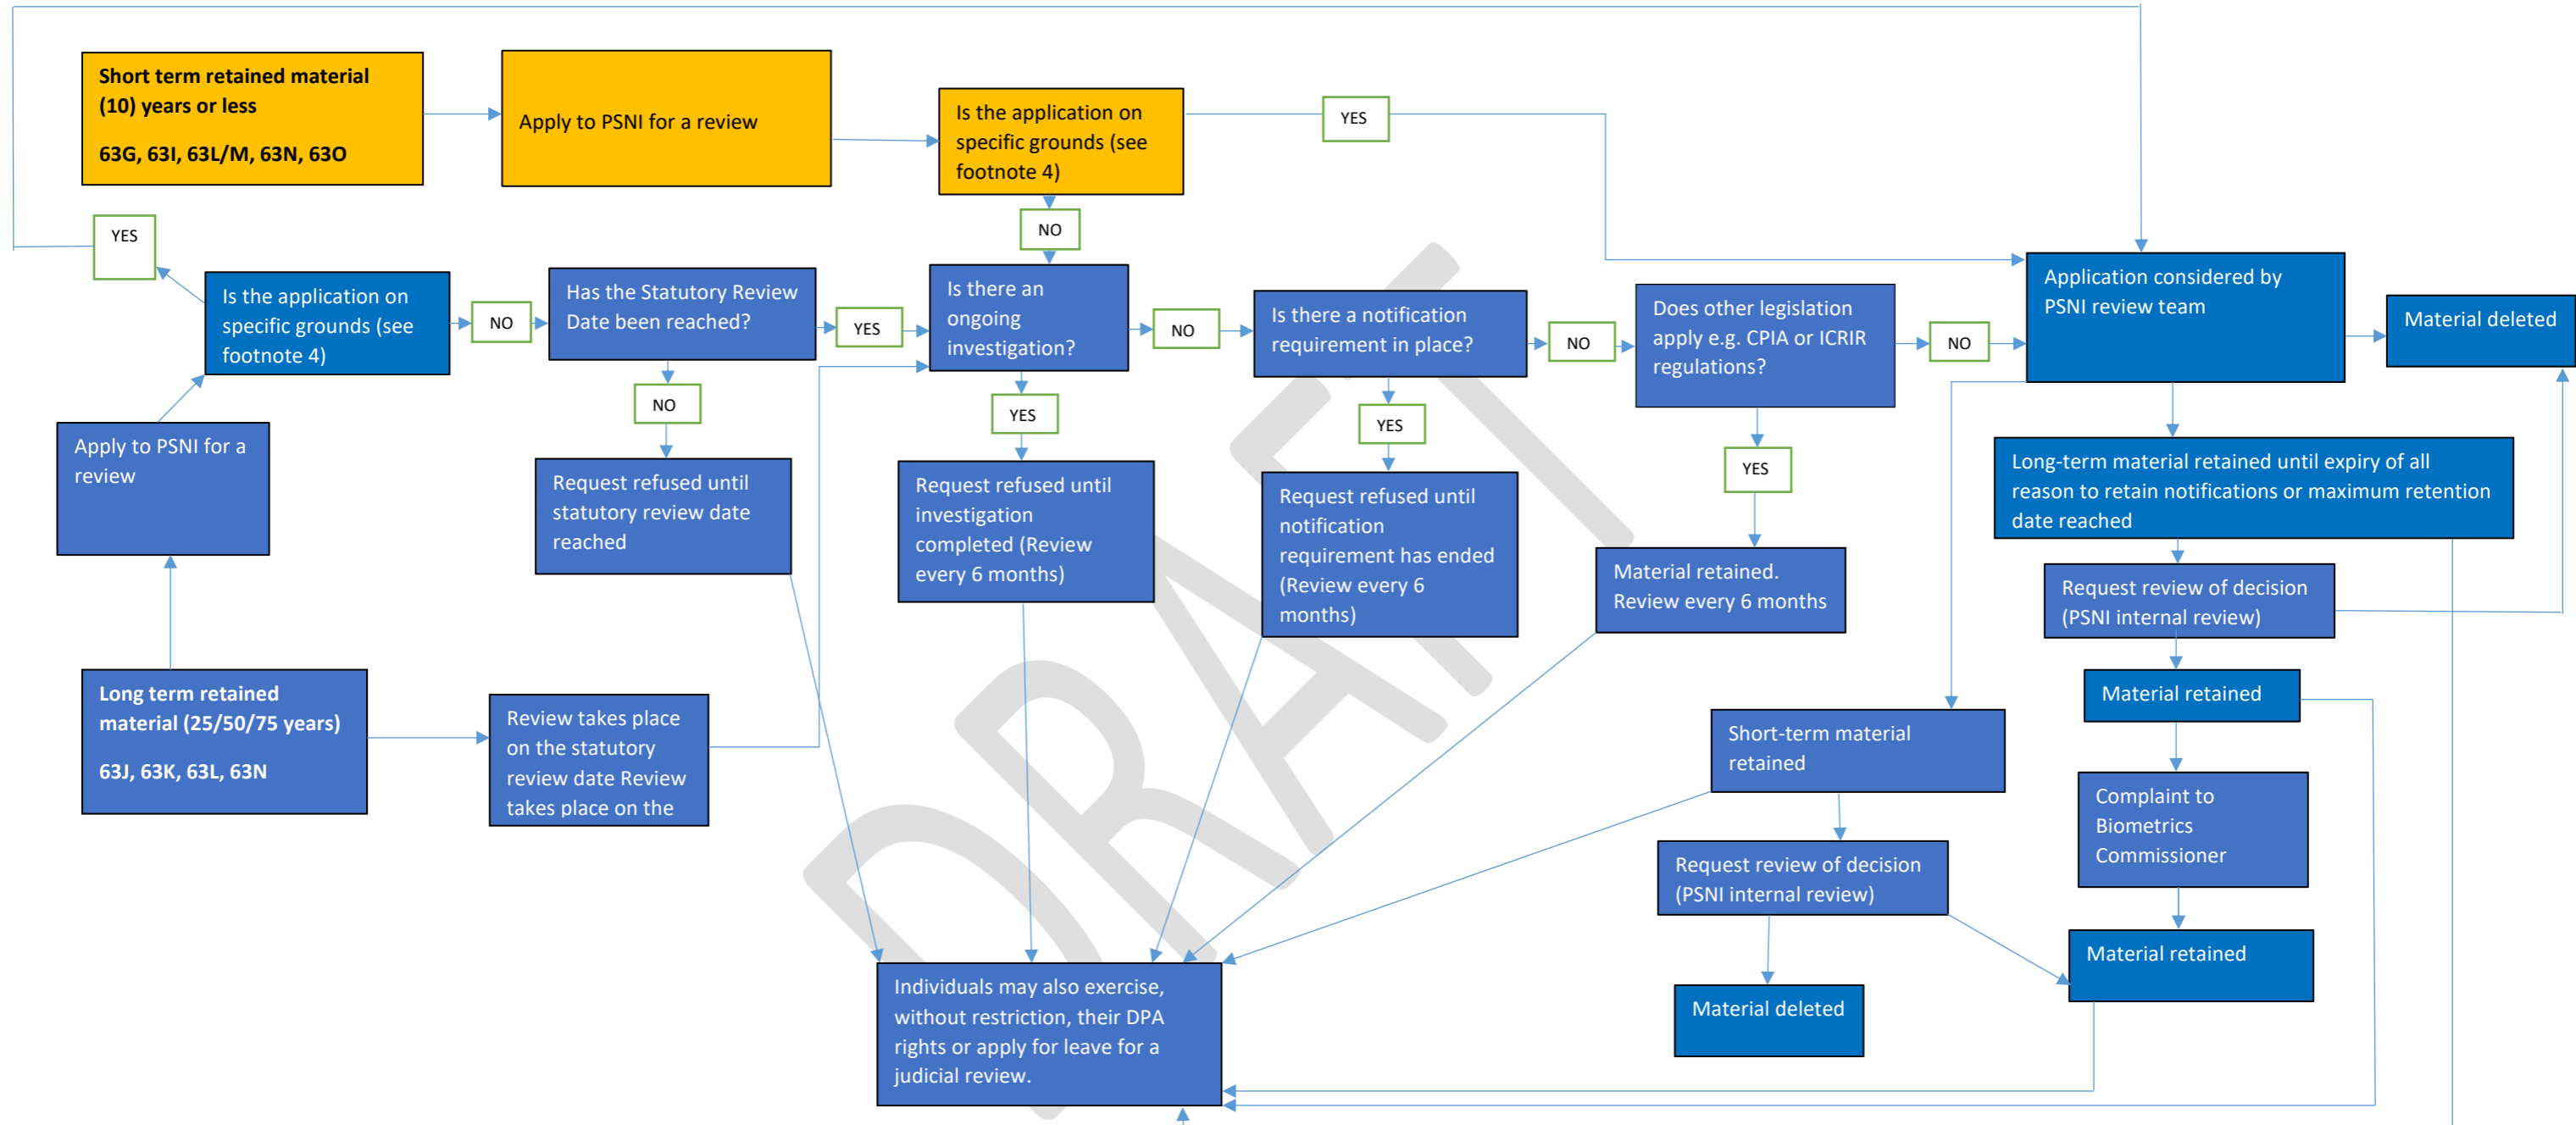 Short term retained material
(10) years or less
63G, 63I, 63L/M, 63N, 63O
Apply to PSNI for a review
Is the application on
specific grounds (see
footnote 4)
YES
NO
YES
Is the application on
specific grounds (see
footnote 4)
NO
Has the Statutory Review
Date been reached?
YES
Is there an
ongoing
investigation?
NO
Is there a notification
requirement in place?
NO
Does other legislation
apply e.g. CPIA or ICRIR
regulations?
NO
Application considered by
PSNI review team
Material deleted
NO
YES
YES
YES
Apply to PSNI for a
review
Request refused until
statutory review date
reached
Request refused until
investigation
completed (Review
every 6 months)
Request refused until
notification
requirement has ended
(Review every 6
months)
Material retained.
Review every 6 months
Long-term material retained until expiry of all
reason to retain notifications or maximum retention
date reached
Request review of decision
(PSNI internal review)
Material retained
Long term retained
material (25/50/75 years)
63J, 63K, 63L, 63N
Review takes place
on the statutory
review date Review
takes place on the
Short-term material
retained
Complaint to
Biometrics
Commissioner
Request review of decision
(PSNI internal review)
Material retained
Material deleted
Individuals may also exercise,
without restriction, their DPA
rights or apply for leave for a
judicial review.
DRAFT